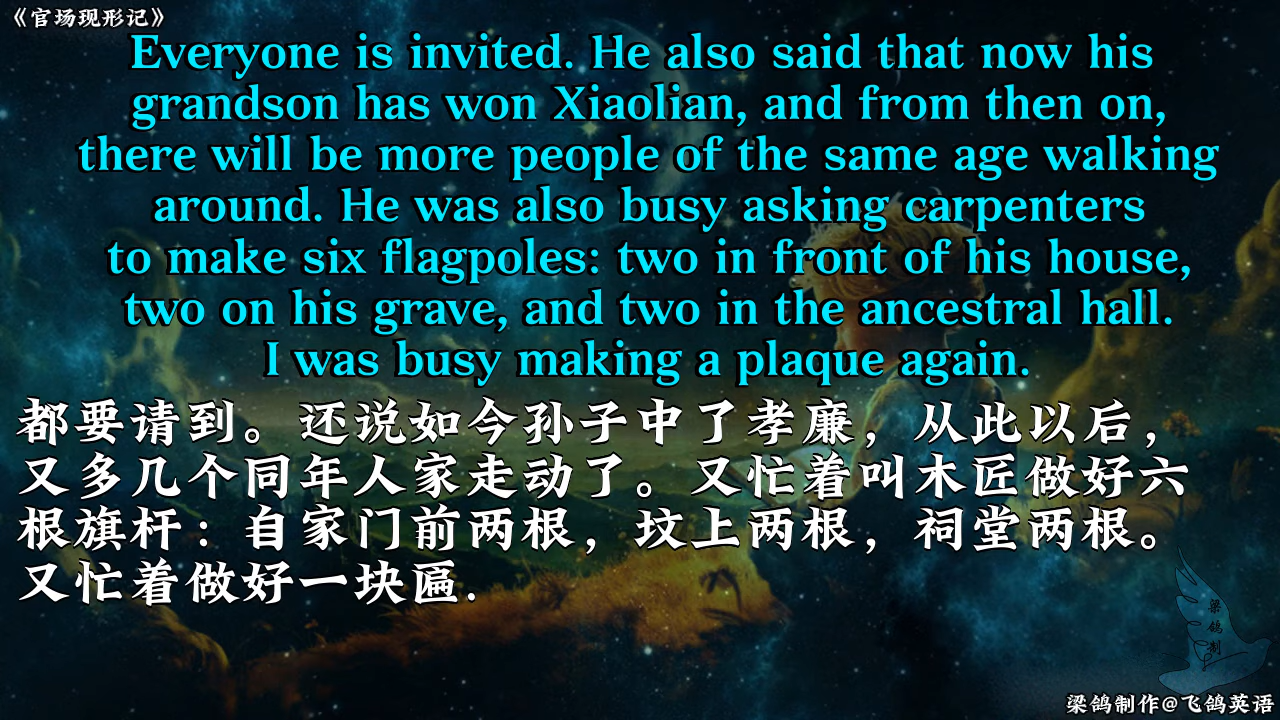 《官场现形记》
Everyone is invited. He also said that now his
grandson has won Xiaolian, and from then on,
there will be more people of the same age walking
around. He was also busy asking carpenters
to make six flagpoles: two in front of his house,
two on his grave, and two in the ancestral hall.
I was busy making a plaque again.
都要请到。还说如今孙子中了孝廉，从此以后，
又多几个同年人家走动了。又忙着叫木匠做好六
根旗杆：自家门前两根，坟上两根，祠堂两根。
又忙着做好一块匾.
梁
鸽
制
梁鸽制作@飞鸽英语